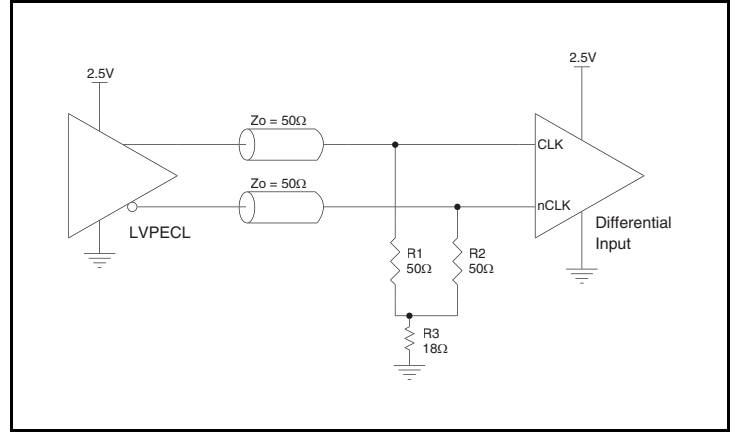 2.5V
2.5V
Zo = 50Ω
CLK
Zo = 50Ω
nCLK
LVPECL
Differential
Input
R1
50Ω
R2
50Ω
R3
18Ω